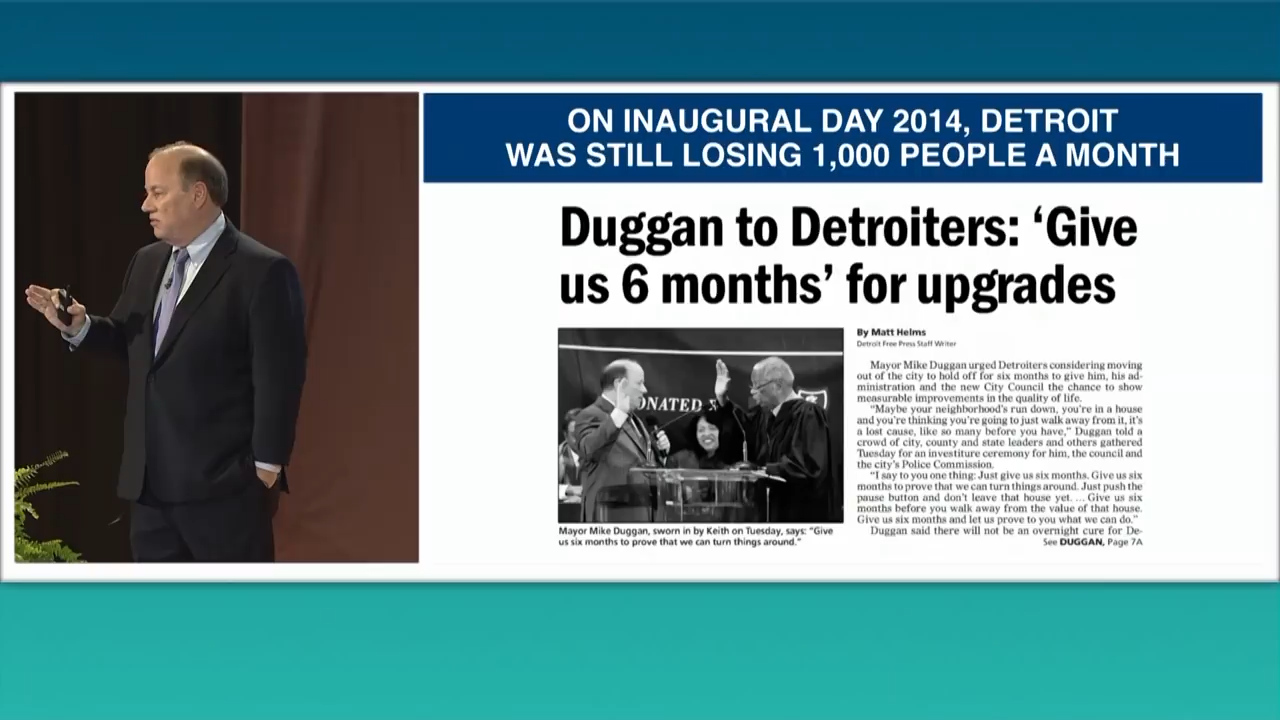 ON INAUGURAL DAY 2014, DETROIT
WAS STILL LOSING 1,000 PEOPLE A MONTH
Duggan to Detroiters: ‘Give
us 6 months’ for upgrades
By Matt Helms
Detroit Free Press Staff Writer
Mayor Mike Duggan urged Detroiters considering moving
out of the city to hold off for six months to give him, his ad-
ministration and the new City Council the chance to show
measurable improvements in the quality of life.
“Maybe your neighborhood’s run down, you’re in a house
and you’re thinking you’re going to just walk away from it, it’s
a lost cause, like so many before you have,” Duggan told a
crowd of city, county and state leaders and others gathered
Tuesday for an investiture ceremony for him, the council and
the city’s Police Commission.
“I say to you one thing: Just give us six months. Give us six
months to prove that we can turn things around. Just push the
pause button and don’t leave that house yet. ... Give us six
months before you walk away from the value of that house.
Give us six months and let us prove to you what we can do.”
Duggan said there will not be an overnight cure for De-
See DUGGAN, Page 7A
ONATED
Mayor Mike Duggan, sworn in by Keith on Tuesday, says: “Give
us six months to prove that we can turn things around.”